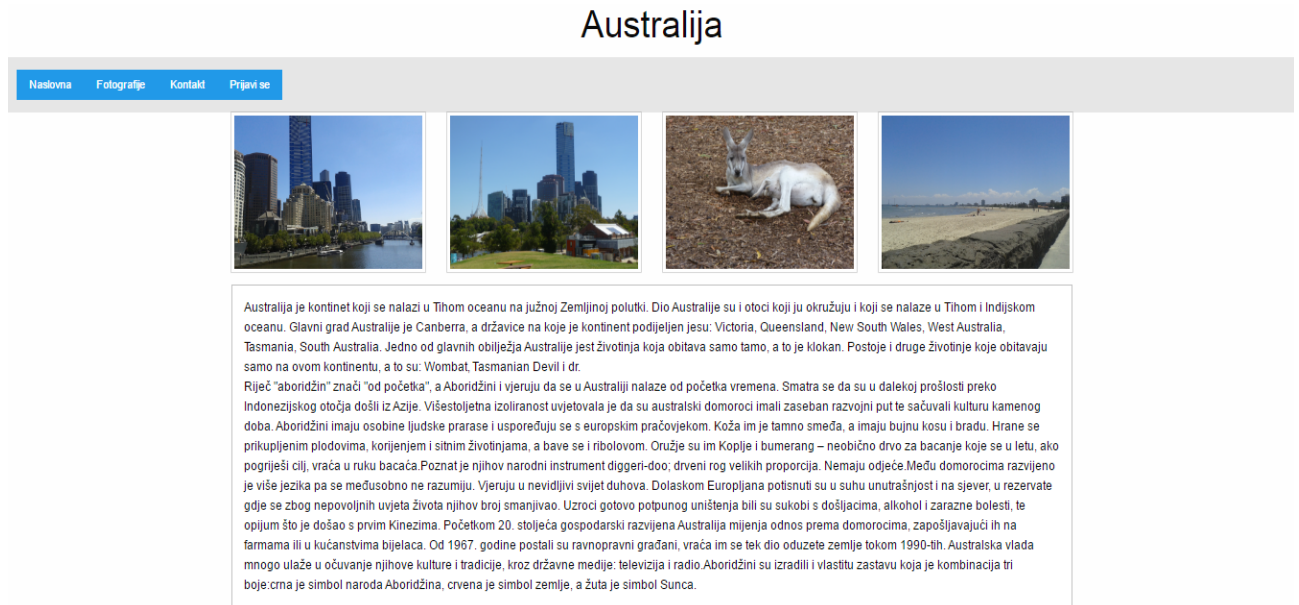 Australija
Naslovna Fotografije Kontakt Prijavi se
Australija je kontinet koji se nalazi u Tihom oceanu na južnoj Zemljinoj polutki. Dio Australije su i otoci koji ju okružuju i koji se nalaze u Tihom i Indijskom
oceanu. Glavni grad Australije je Canberra, a državice na koje je kontinent podijeljen jesu: Victoria, Queensland, New South Wales, West Australia,
Tasmania, South Australia. Jedno od glavnih obilježja Australije jest životinja koja obitava samo tamo, a to je klokan. Postoje i druge životinje koje obitavaju
samo na ovom kontinentu, a to su: Wombat, Tasmanian Devil i dr.
Riječ "aboridžin" znači "od početka", a Aboridžini i vjeruju da se u Australiji nalaze od početka vremena. Smatra se da su u dalekoj prošlosti preko
Indonezijskog otočja došli iz Azije. Višestoljetna izoliranost uvjetovala je da su australski domoroci imali zaseban razvojni put te sačuvali kulturu kamenog
doba. Aboridžini imaju osobine ljudske prarase i uspoređuju se s europskim pračovjekom. Koža im je tamno smeđa, a imaju bujnu kosu i bradu. Hrane se
prikupljenim plodovima, korijenjem i sitnim životinjama, a bave se i ribolovom. Oružje su im Koplje i bumerang – neobično drvo za bacanje koje se u letu, ako
pogriješi cilj, vraća u ruku bacaća.Poznat je njihov narodni instrument diggeri-doo; drveni rog velikih proporcija. Nemaju odjeće.Među domorocima razvijeno
je više jezika pa se međusobno ne razumiju. Vjeruju u nevidljivi svijet duhova. Dolaskom Europljana potisnuti su u suhu unutrašnjost i na sjever, u rezervate
gdje se zbog nepovoljnih uvjeta života njihov broj smanjivao. Uzroci gotovo potpunog uništenja bili su sukobi s došljacima, alkohol i zarazne bolesti, te
opijum što je došao s prvim Kinezima. Početkom 20. stoljeća gospodarski razvijena Australija mijenja odnos prema domorocima, zapošljavajući ih na
farmama ili u kućanstvima bijelaca. Od 1967. godine postali su ravnopravni građani, vraća im se tek dio oduzete zemlje tokom 1990-tih. Australska vlada
mnogo ulaže u očuvanje njihove kulture i tradicije, kroz državne medije: televizija i radio.Aboridžini su izradili i vlastitu zastavu koja je kombinacija tri
boje:crna je simbol naroda Aboridžina, crvena je simbol zemlje, a žuta je simbol Sunca.